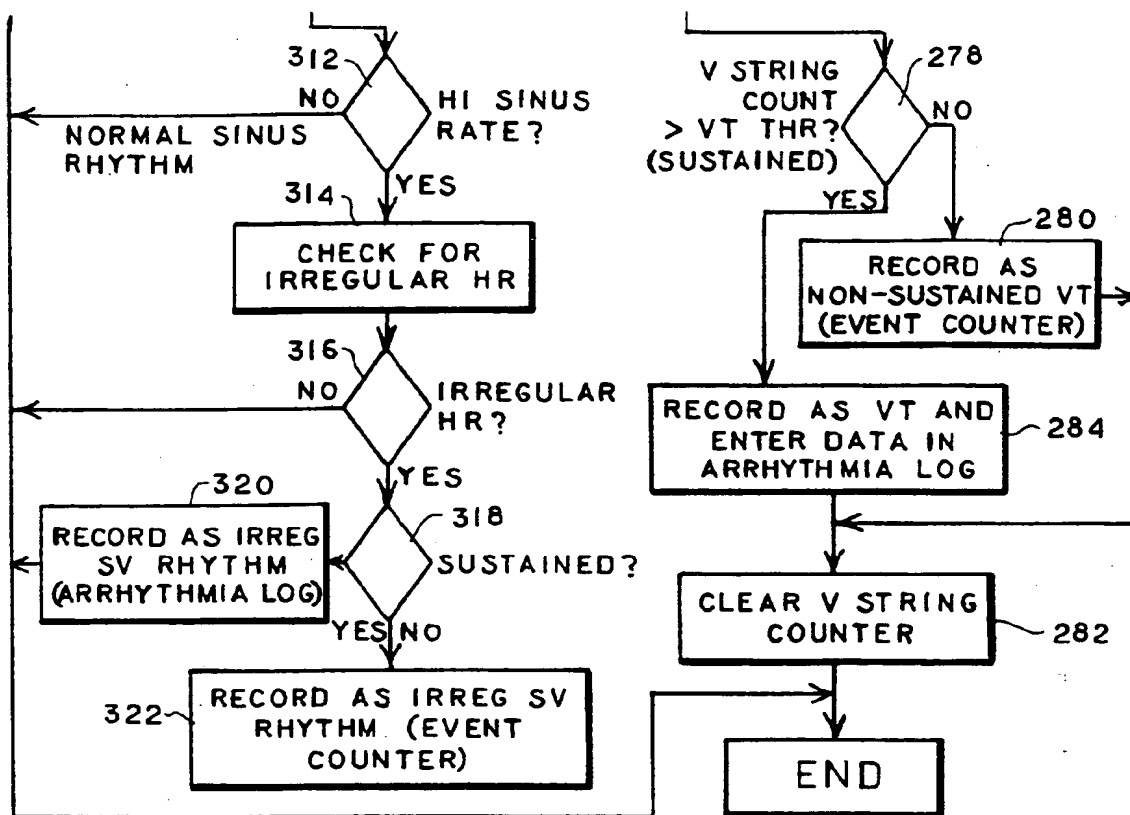 312
NO
HI SINUS
RATE?
NORMAL SINUS
RHYTHM
YES
314
CHECK FOR
IRREGULAR HR
316
NO
IRREGULAR
HR?
YES
320
RECORD AS IRREG
SV RHYTHM
(ARRHYTHMIA LOG)
318
SUSTAINED?
YES NO
322
RECORD AS IRREG SV
RHYTHM (EVENT
COUNTER)
278
V STRING
COUNT
> VT THR?
(SUSTAINED)
NO
YES
280
RECORD AS
NON-SUSTAINED VT
(EVENT COUNTER)
RECORD AS VT AND
ENTER DATA IN
ARRHYTHMIA LOG
284
CLEAR V STRING
COUNTER
282
END